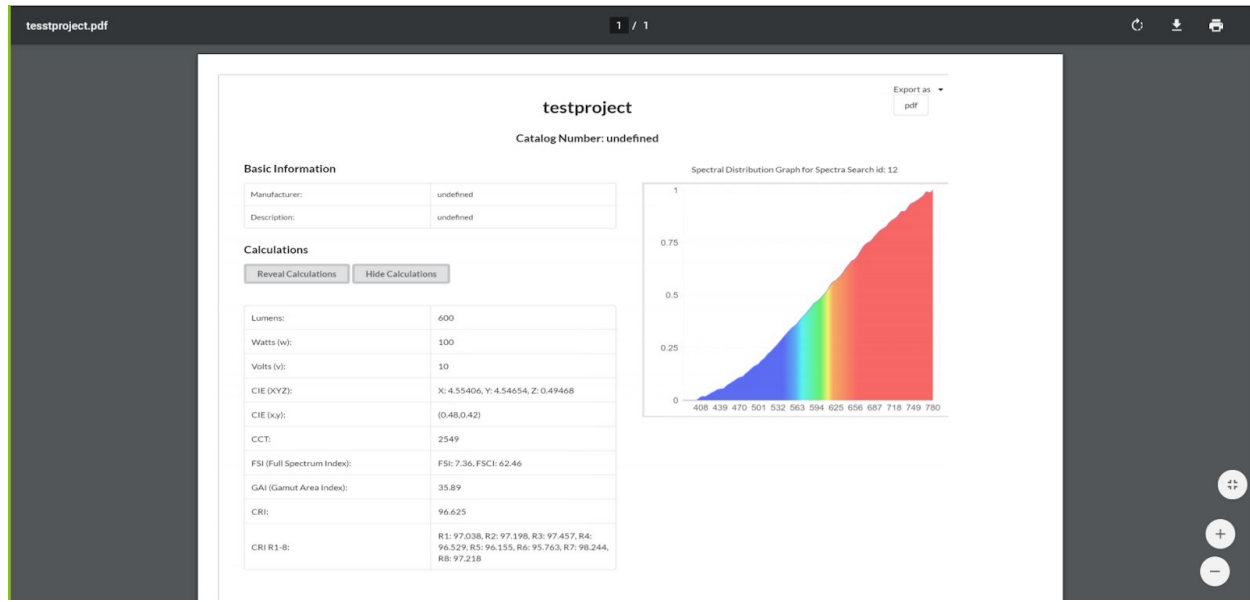 tesstproject.pdf
1 / 1
Export as
pdf
testproject
Catalog Number: undefined
Basic Information
Manufacturer: undefined
Description: undefined
Calculations
Reveal Calculations Hide Calculations
Lumens: 600
Watts (w): 100
Volts (v): 10
CIE (XYZ): X: 4.55406, Y: 4.54654, Z: 0.49468
CIE (x,y): (0.48,0.42)
CCT: 2549
FSI (Full Spectrum Index): FSI: 7.36, FSCI: 62.46
GAI (Gamut Area Index): 35.89
CRI: 96.625
CRI R1-8: R1: 97.038, R2: 97.198, R3: 97.457, R4:
96.529, R5: 96.155, R6: 95.763, R7: 98.244,
R8: 97.218
Spectral Distribution Graph for Spectra Search id: 12
1
0.75
0.5
0.25
0
408 439 470 501 532 563 594 625 656 687 718 749 780